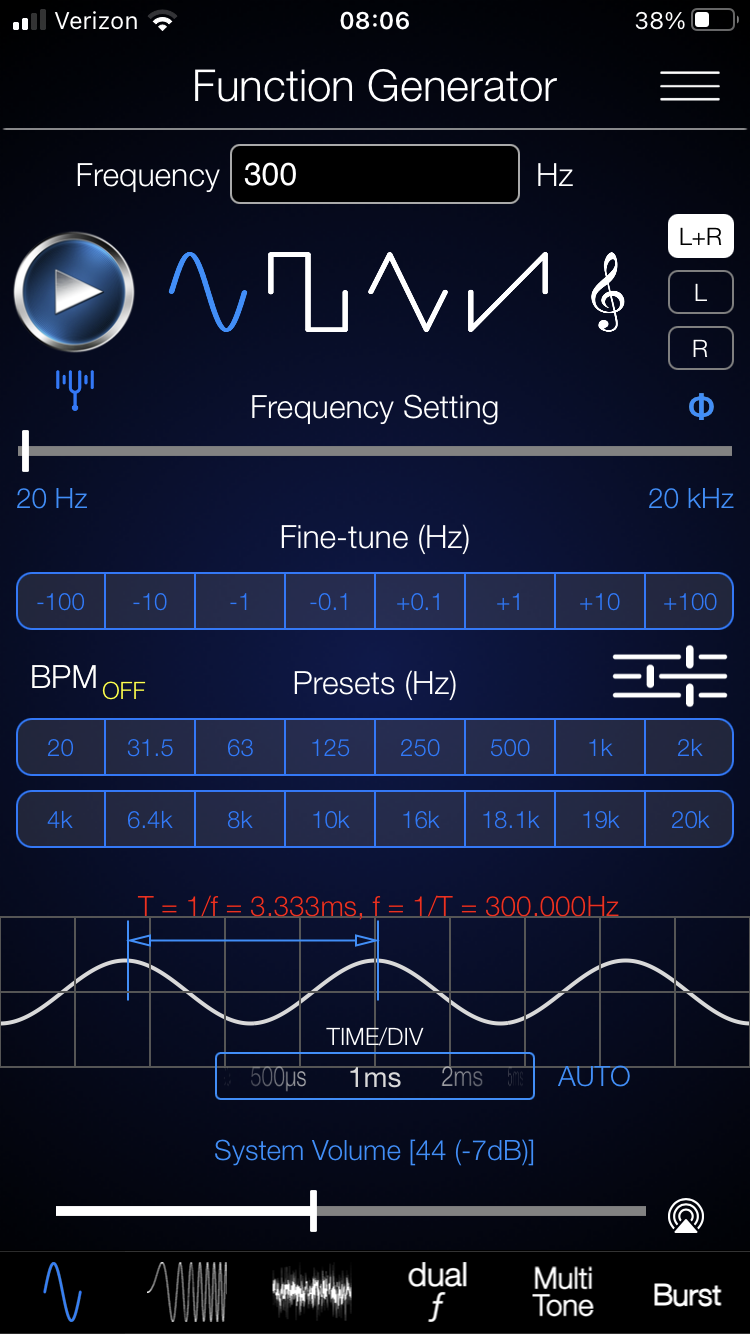 Verizon 08:06 38%
Function Generator
Frequency 300 Hz
L+R
L
R
Frequency Setting Φ
20 Hz 20 kHz
Fine-tune (Hz)
-100 -10 -1 -0.1 +0.1 +1 +10 +100
BPM OFF Presets (Hz)
20 31.5 63 125 250 500 1k 2k
4k 6.4k 8k 10k 16k 18.1k 19k 20k
T = 1/f = 3.333ms, f = 1/T = 300.000Hz
TIME/DIV
500µs 1ms 2ms 5ms AUTO
System Volume [44 (-7dB)]
dual
f
Multi
Tone
Burst